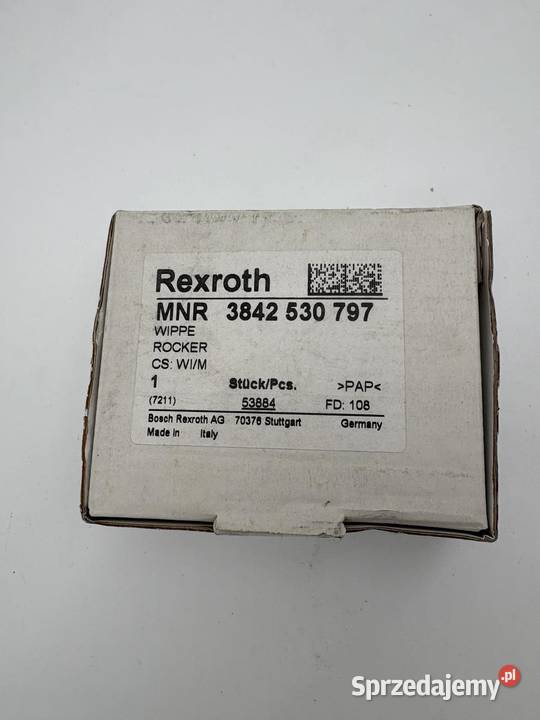 Rexroth
MNR 3842 530 797
WIPPE
ROCKER
CS: WI/M
1 Stück/Pcs. >PAP<
(7211) 53884 FD: 108
Bosch Rexroth AG 70376 Stuttgart Germany
Made in Italy
Sprzedajemy.pl